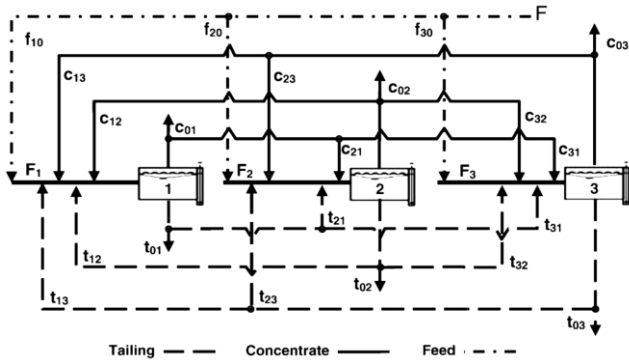 F
f10 f20 f30 c03
c13 c23 c02
c12 c01 c32
c21 c31
F1 F2 F3
1 2 3
t01 t21 t31
t12 t02 t32
t13 t23 t03
Tailing Concentrate Feed